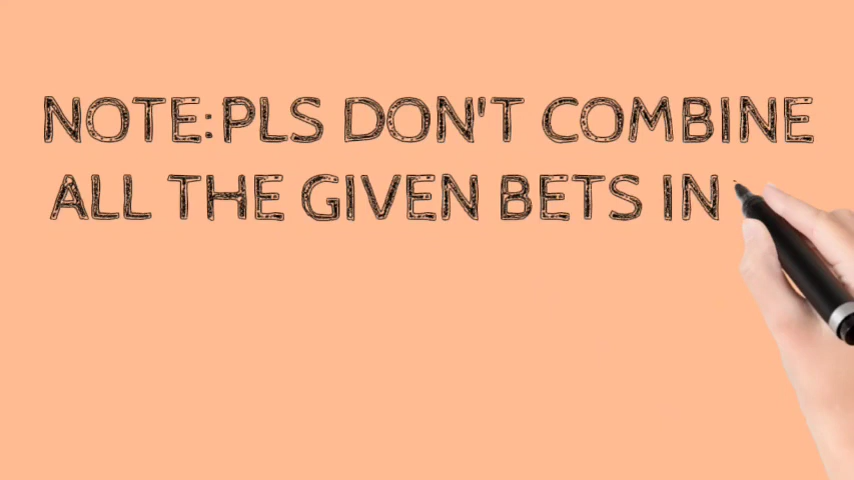 NOTE:PLS DON'T COMBINE
ALL THE GIVEN BETS IN